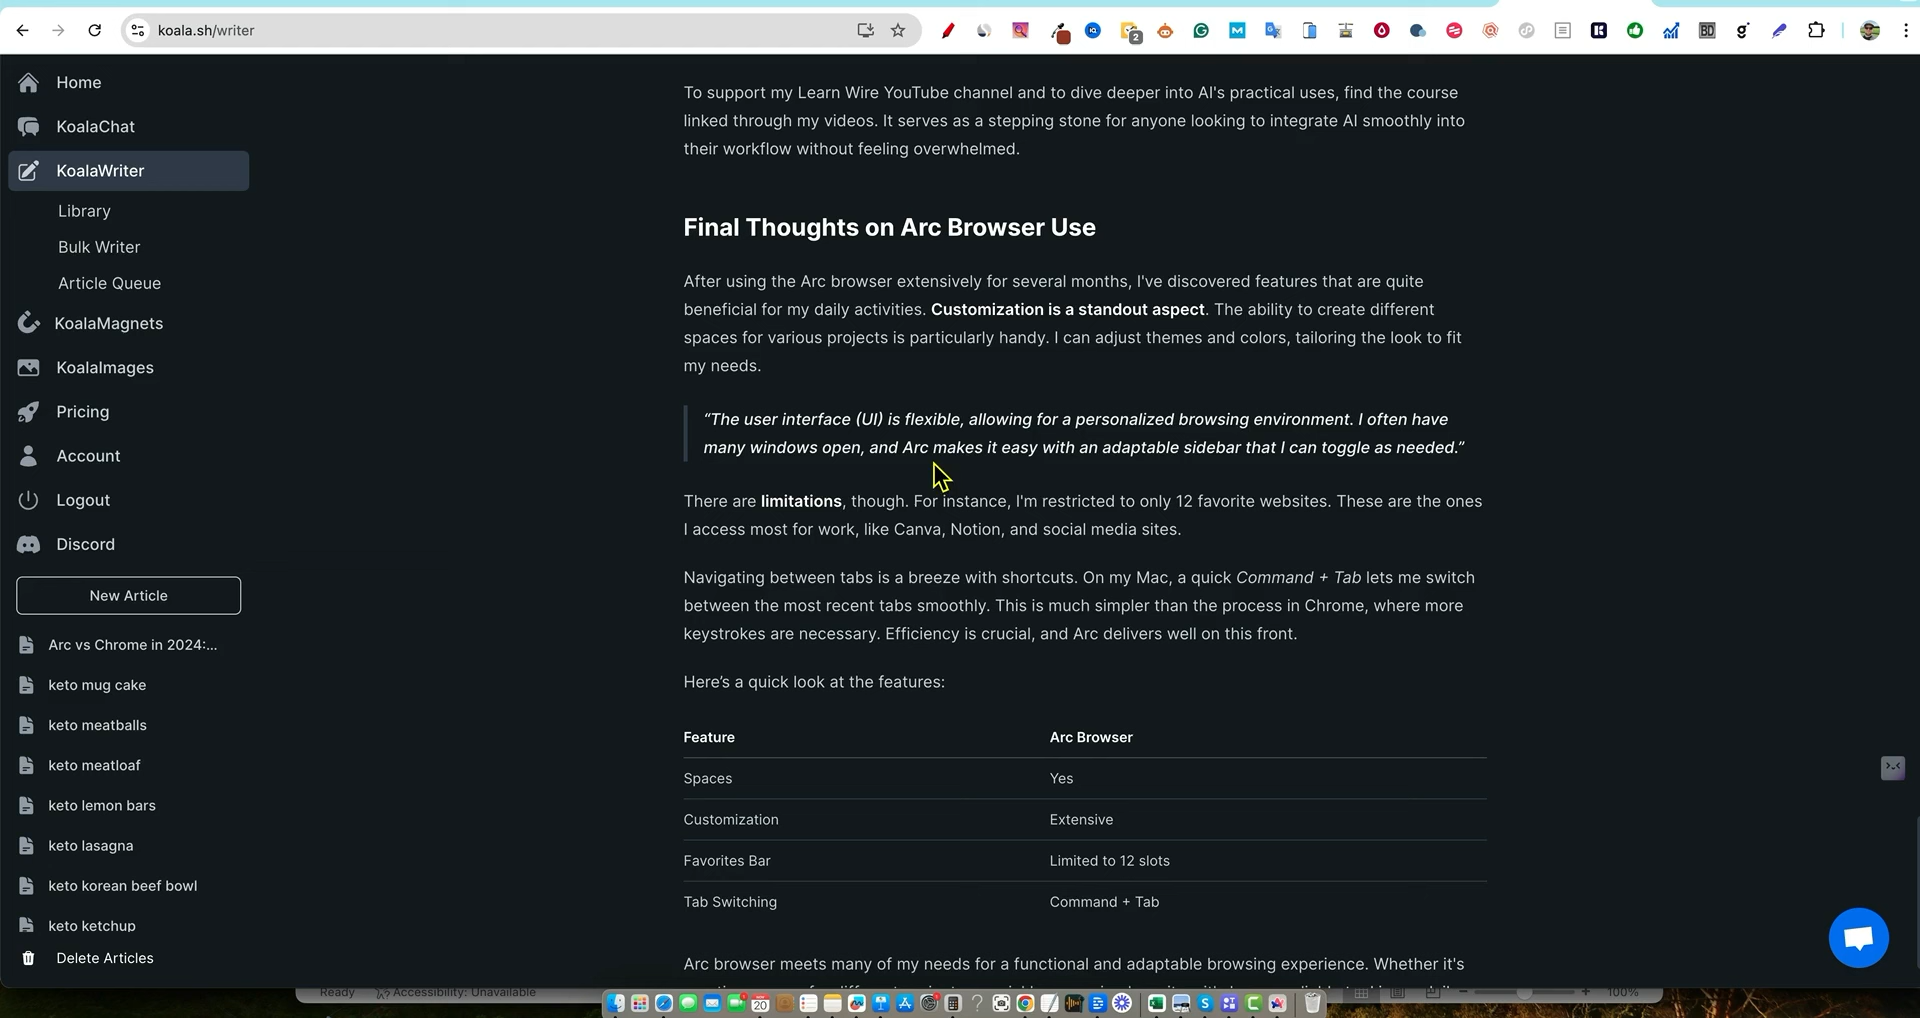 koala.sh/writer
2
BD
Home
KoalaChat
KoalaWriter
Library
Bulk Writer
Article Queue
KoalaMagnets
KoalaImages
Pricing
Account
Logout
Discord
New Article
Arc vs Chrome in 2024:...
keto mug cake
keto meatballs
keto meatloaf
keto lemon bars
keto lasagna
keto korean beef bowl
keto ketchup
Delete Articles
To support my Learn Wire YouTube channel and to dive deeper into AI's practical uses, find the course
linked through my videos. It serves as a stepping stone for anyone looking to integrate AI smoothly into
their workflow without feeling overwhelmed.
Final Thoughts on Arc Browser Use
After using the Arc browser extensively for several months, I've discovered features that are quite
beneficial for my daily activities. Customization is a standout aspect. The ability to create different
spaces for various projects is particularly handy. I can adjust themes and colors, tailoring the look to fit
my needs.
“The user interface (UI) is flexible, allowing for a personalized browsing environment. I often have
many windows open, and Arc makes it easy with an adaptable sidebar that I can toggle as needed.”
There are limitations, though. For instance, I'm restricted to only 12 favorite websites. These are the ones
I access most for work, like Canva, Notion, and social media sites.
Navigating between tabs is a breeze with shortcuts. On my Mac, a quick Command + Tab lets me switch
between the most recent tabs smoothly. This is much simpler than the process in Chrome, where more
keystrokes are necessary. Efficiency is crucial, and Arc delivers well on this front.
Here’s a quick look at the features:
Feature Arc Browser
Spaces Yes
Customization Extensive
Favorites Bar Limited to 12 slots
Tab Switching Command + Tab
Arc browser meets many of my needs for a functional and adaptable browsing experience. Whether it's
Ready Accessibility: Unavailable 100%
20